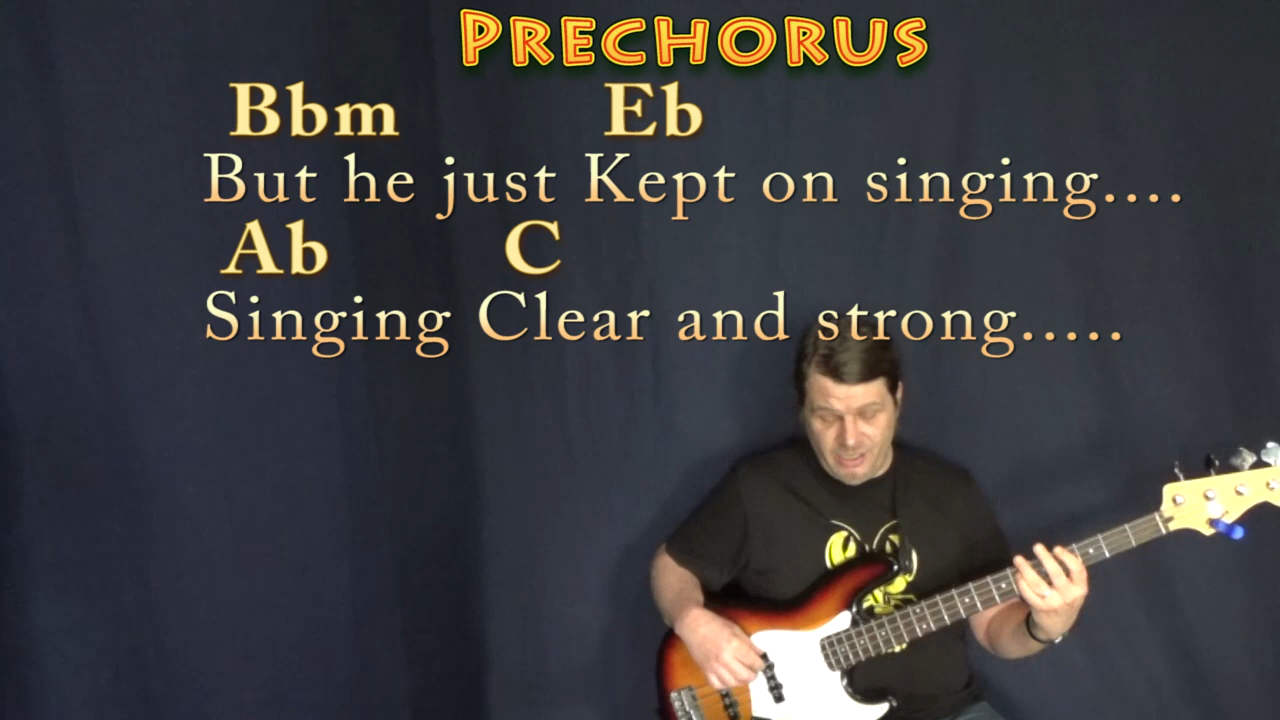 PRECHORUS
Bbm Eb
But he just Kept on singing....
Ab C
Singing Clear and strong.....